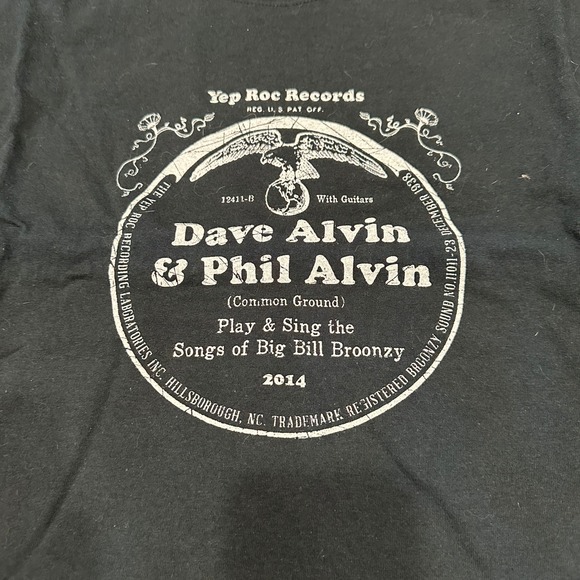 Yep Roc Records
REG. U.S PAT OFF.
12411-B With Guitars
Dave Alvin
& Phil Alvin
(Common Ground)
Play & Sing the
Songs of Big Bill Broonzy
2014
THE YEP ROC RECORDING LABGRATORIES INC. HILLSBOROUGH, NC. TRADEMARK REGISTERED BROONZY SOUND NO.11011-23 DECEMBER 1938